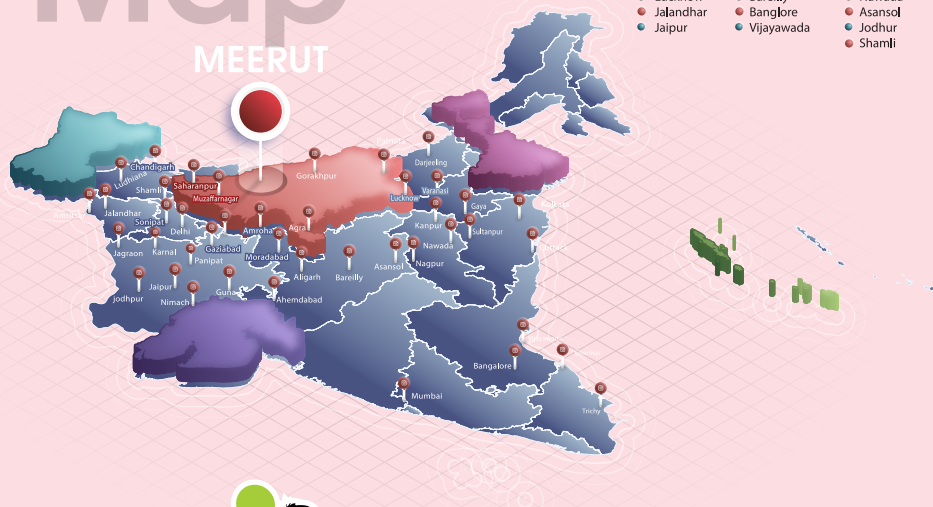 Map
MEERUT
Jalandhar
Jaipur
Banglore
Vijayawada
Asansol
Jodhur
Shamli
Chandigarh
Ludhiana
Shamli
Saharanpur
Muzaffarnagar
Gorakhpur
Lucknow
Darjeeling
Varanasi
Gaya
Kolkata
Jalandhar
Sonipat
Delhi
Amroha
Agra
Kanpur
Sultanpur
Jagraon
Karnal
Panipat
Gaziabad
Moradabad
Aligarh
Bareilly
Asansol
Nawada
Nagpur
Jodhpur
Jaipur
Nimach
Guna
Ahemdabad
Bangalore
Mumbai
Trichy